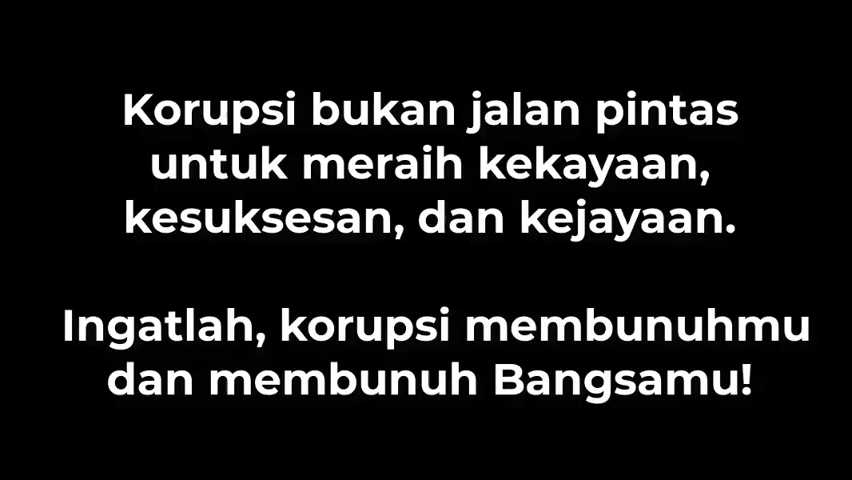 Korupsi bukan jalan pintas
untuk meraih kekayaan,
kesuksesan, dan kejayaan.
Ingatlah, korupsi membunuhmu
dan membunuh Bangsamu!